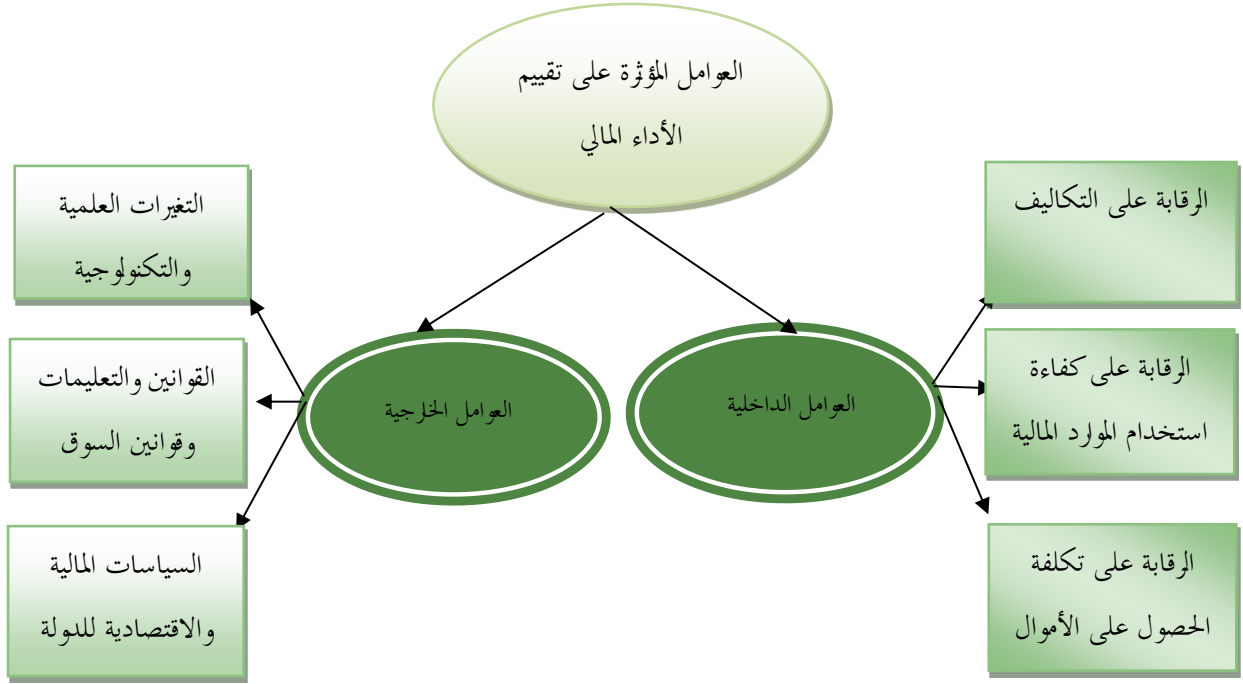 العوامل المؤثرة على تقييم
الأداء المالي
الرقابة على التكاليف
الرقابة على كفاءة
استخدام الموارد المالية
الرقابة على تكلفة
الحصول على الأموال
العوامل الداخلية
العوامل الخارجية
التغيرات العلمية
والتكنولوجية
القوانين والتعليمات
وقوانين السوق
السياسات المالية
والاقتصادية للدولة